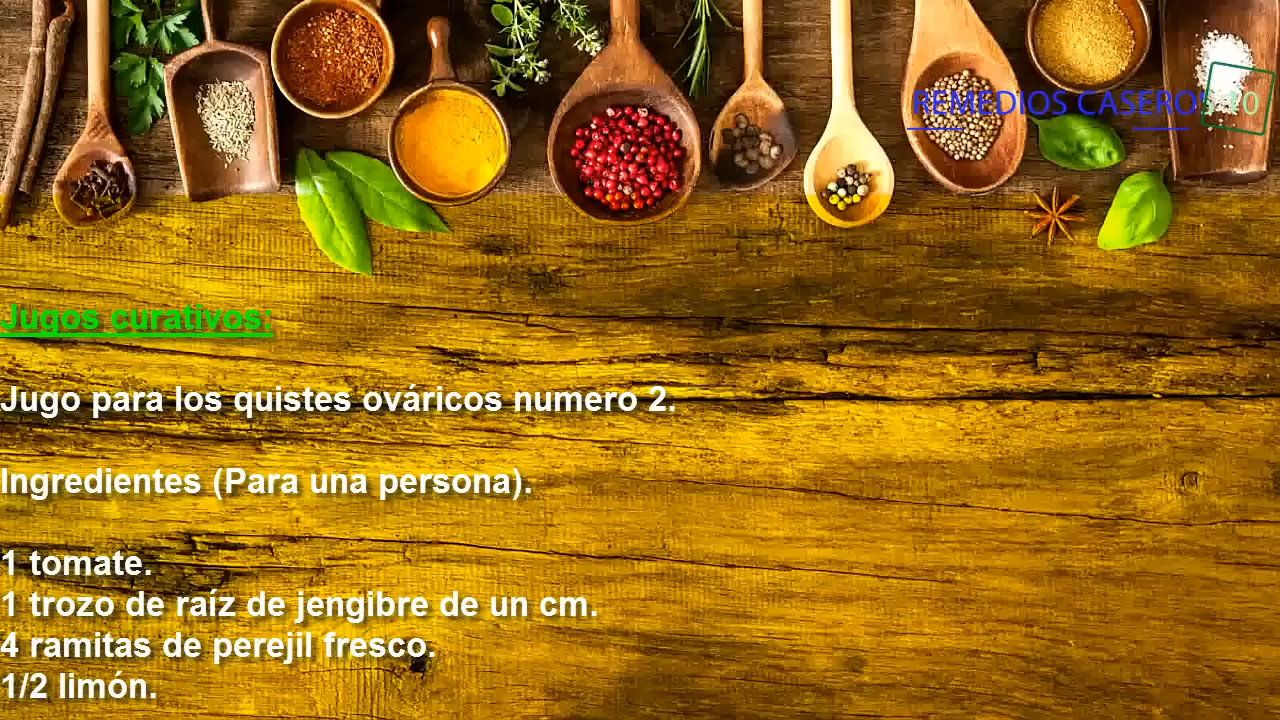 REMEDIOS CASEROS 10
Jugos curativos:
Jugo para los quistes ováricos numero 2.
Ingredientes (Para una persona).
1 tomate.
1 trozo de raíz de jengibre de un cm.
4 ramitas de perejil fresco.
1/2 limón.